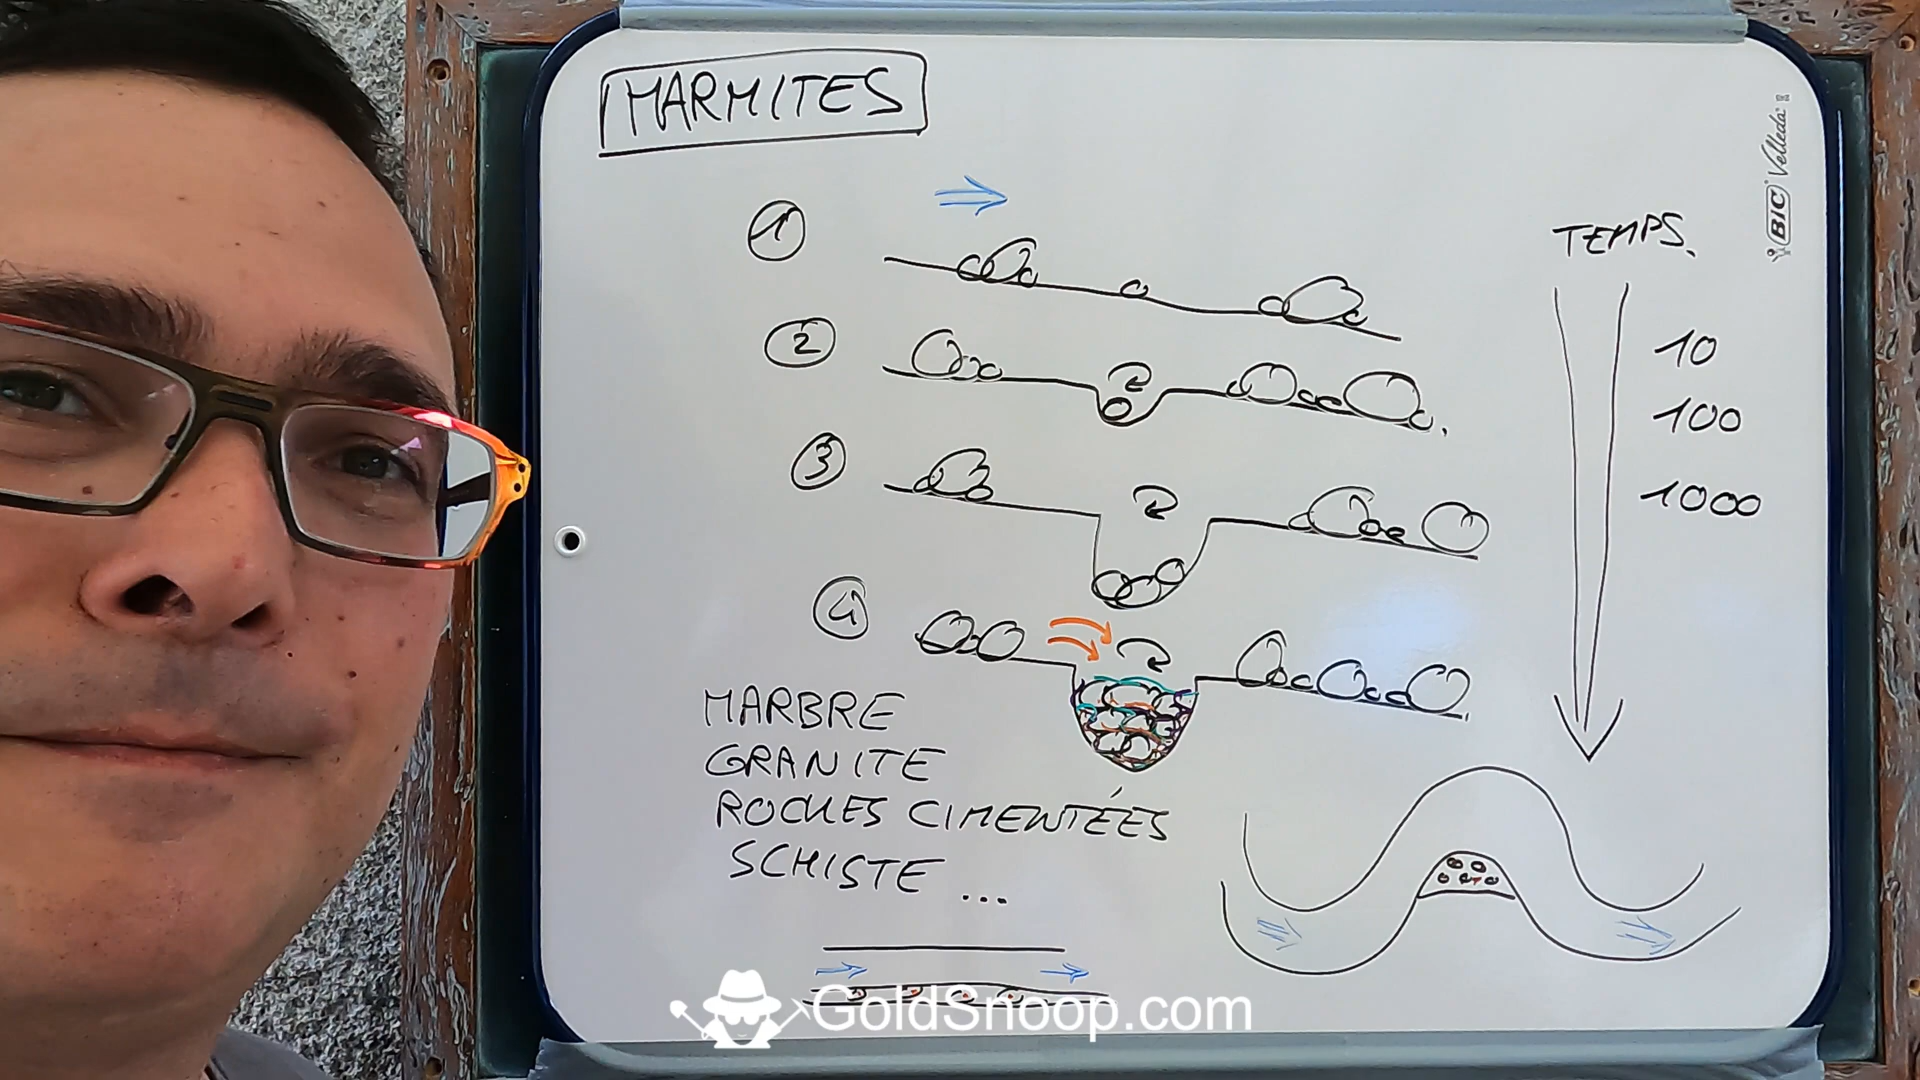 MARMITES
1
TEMPS.
2
10
100
3
1000
4
MARBRE
GRANITE
ROCHES CIMENTÉES
SCHISTE ...
BIC Velleda
GoldSnoop.com